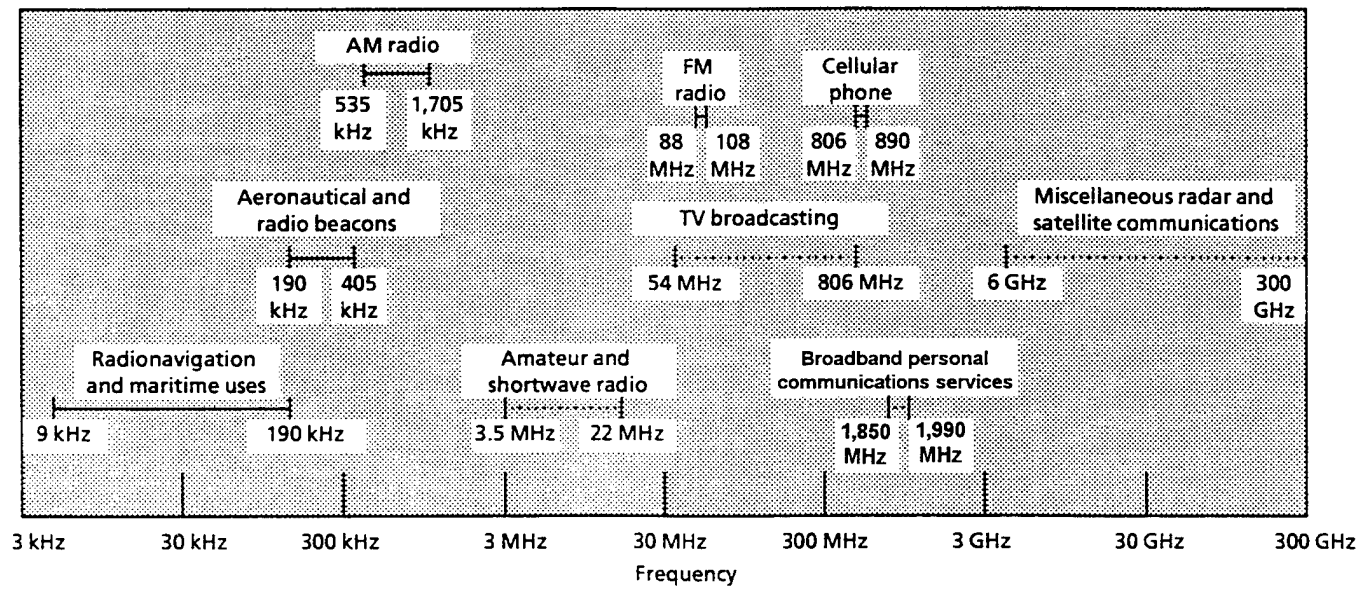 AM radio
535
kHz
1,705
kHz
FM
radio
88
MHz
108
MHz
Cellular
phone
806
MHz
890
MHz
Aeronautical and
radio beacons
190
kHz
405
kHz
TV broadcasting
54 MHz
806 MHz
Miscellaneous radar and
satellite communications
6 GHz
300
GHz
Radionavigation
and maritime uses
9 kHz
190 kHz
Amateur and
shortwave radio
3.5 MHz
22 MHz
Broadband personal
communications services
1,850
MHz
1,990
MHz
3 kHz
30 kHz
300 kHz
3 MHz
30 MHz
300 MHz
3 GHz
30 GHz
300 GHz
Frequency